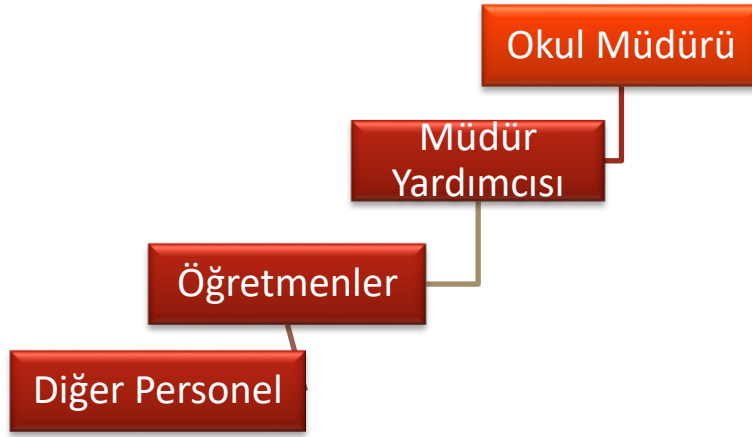 Okul Müdürü
Müdür
Yardımcısı
Öğretmenler
Diğer Personel